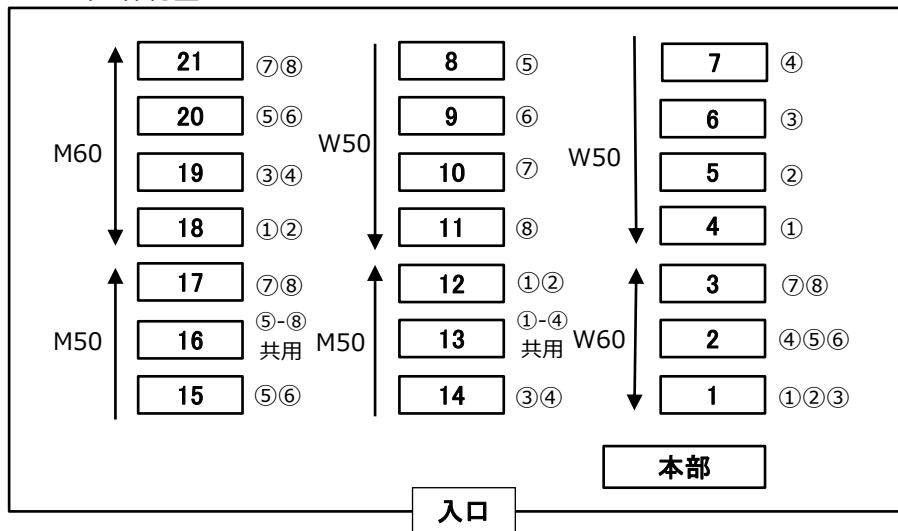 21 ⑦⑧ 8 ⑤ 7 ④
20 ⑤⑥ 9 ⑥ 6 ③
M60 W50 W50
19 ③④ 10 ⑦ 5 ②
18 ①② 11 ⑧ 4 ①
17 ⑦⑧ 12 ①② 3 ⑦⑧
M50 16 ⑤-⑧ 共用 M50 13 ①-④ 共用 W60 2 ④⑤⑥
15 ⑤⑥ 14 ③④ 1 ①②③
本部
入口